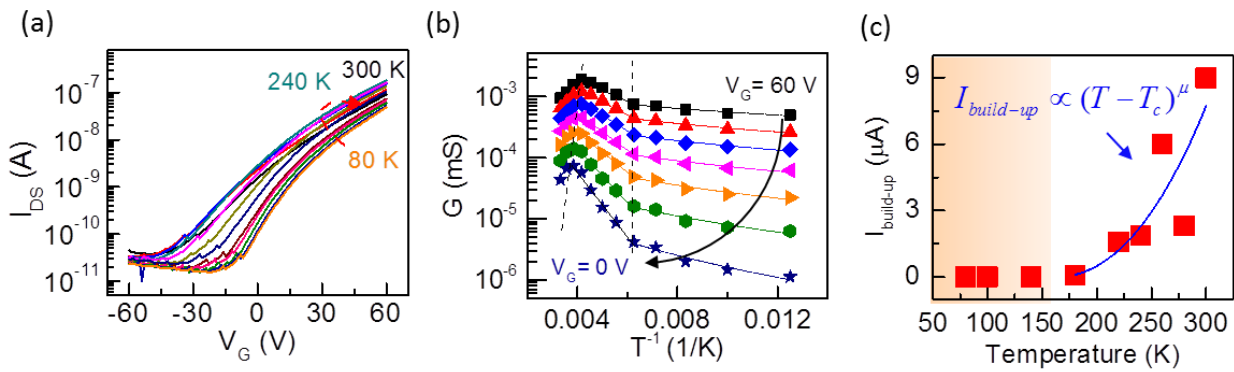 (a)
I_DS (A)
10⁻⁷
10⁻⁸
10⁻⁹
10⁻¹⁰
10⁻¹¹
240 K
300 K
80 K
-60 -30 0 30 60
V_G (V)
(b)
G (mS)
10⁻³
10⁻⁴
10⁻⁵
10⁻⁶
V_G= 60 V
V_G= 0 V
0.004 0.008 0.012
T⁻¹ (1/K)
(c)
I_build-up (µA)
9
6
3
0
I_build−up ∝ (T − T_c)^μ
50 100 150 200 250 300
Temperature (K)